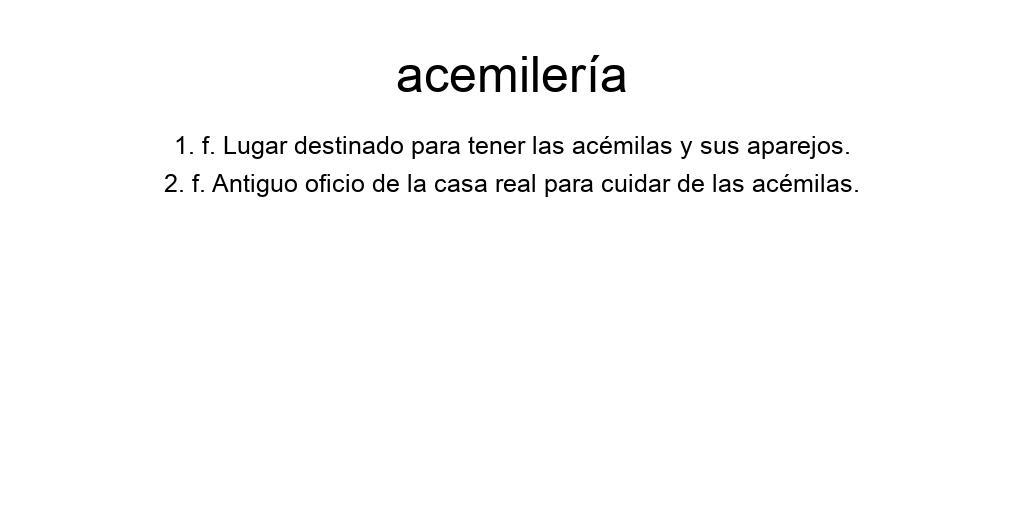 acemilería
1. f. Lugar destinado para tener las acémilas y sus aparejos.
2. f. Antiguo oficio de la casa real para cuidar de las acémilas.